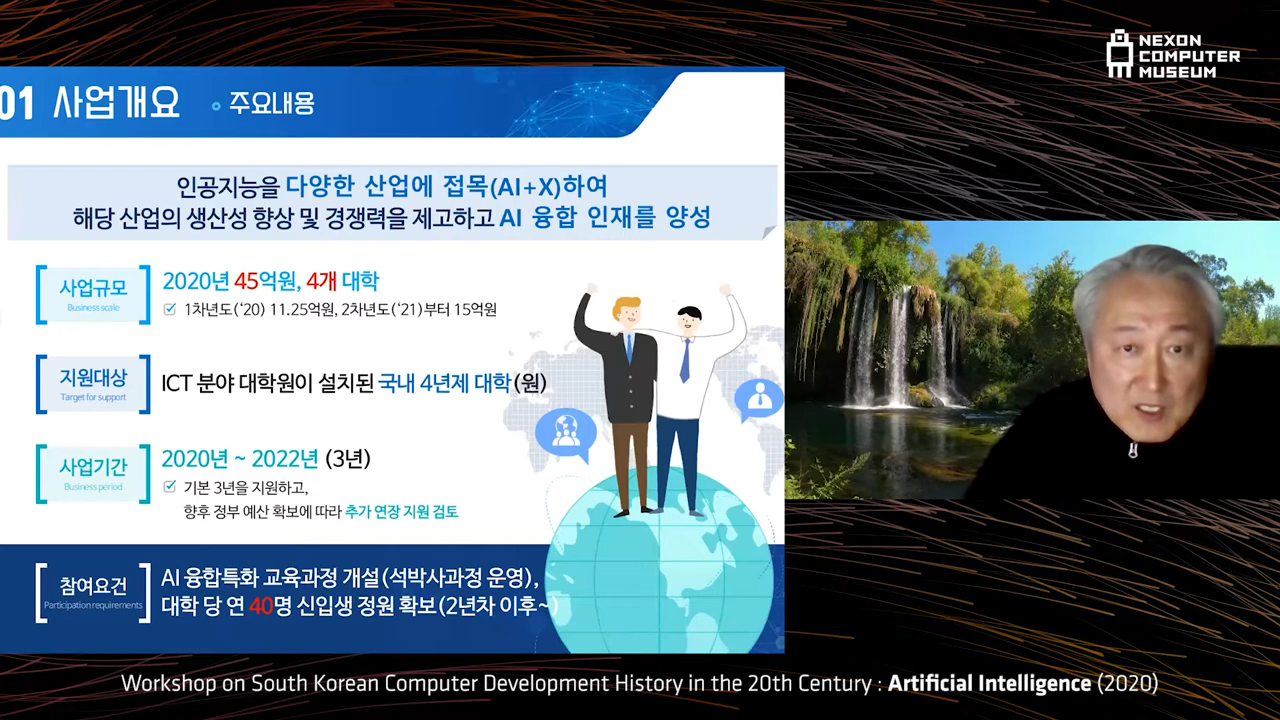 NEXON
COMPUTER
MUSEUM
01 사업개요 주요내용
인공지능을 다양한 산업에 접목(AI+X)하여
해당 산업의 생산성 향상 및 경쟁력을 제고하고 AI 융합 인재를 양성
사업규모
Business scale
2020년 45억원, 4개 대학
1차년도(‘20) 11.25억원, 2차년도(‘21)부터 15억원
지원대상
Target for support
ICT 분야 대학원이 설치된 국내 4년제 대학(원)
사업기간
Business period
2020년 ~ 2022년 (3년)
기본 3년을 지원하고,
향후 정부 예산 확보에 따라 추가 연장 지원 검토
참여요건
Participation requirements
AI 융합특화 교육과정 개설(석박사과정 운영),
대학 당 연 40명 신입생 정원 확보(2년차 이후~)
Workshop on South Korean Computer Development History in the 20th Century : Artificial Intelligence (2020)